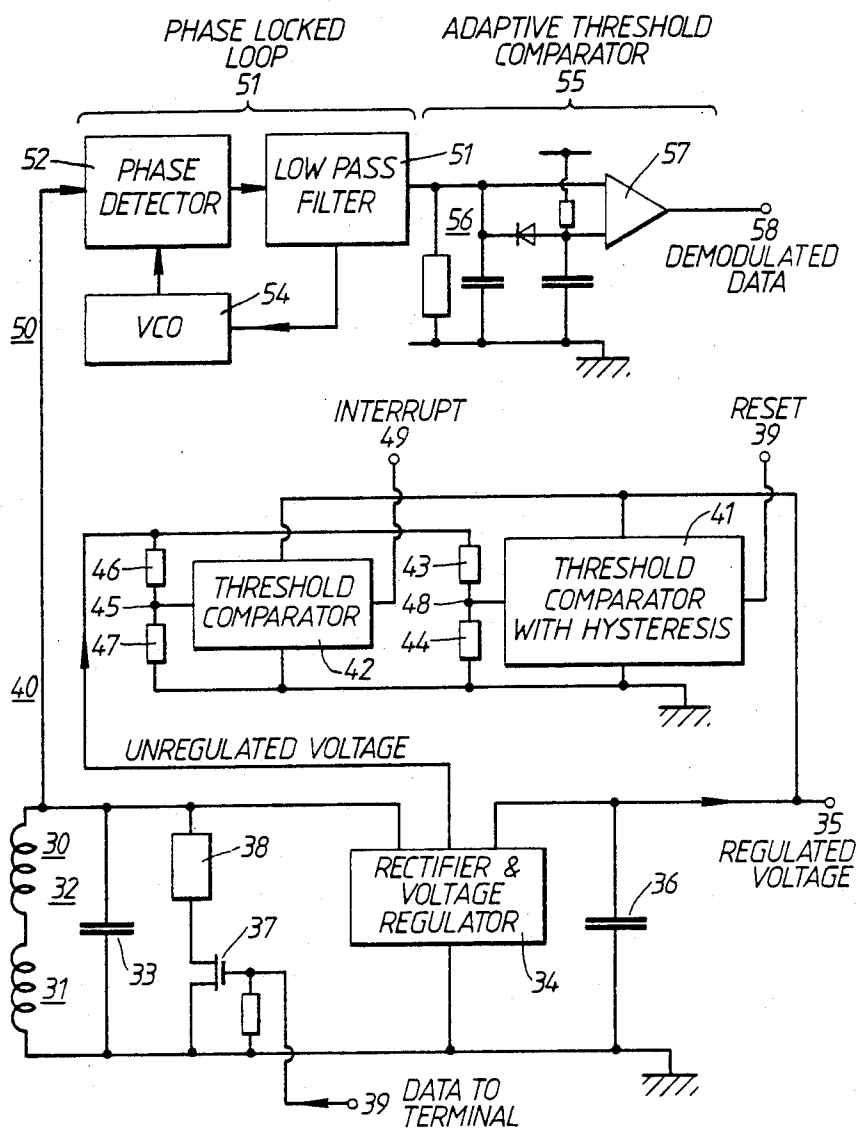 PHASE LOCKED
LOOP
51
ADAPTIVE THRESHOLD
COMPARATOR
55
52
PHASE
DETECTOR
51
LOW PASS
FILTER
57
56
58
DEMODULATED
DATA
54
VCO
50
INTERRUPT
49
RESET
39
41
46
45
47
THRESHOLD
COMPARATOR
42
43
48
44
THRESHOLD
COMPARATOR
WITH HYSTERESIS
40
UNREGULATED VOLTAGE
30
32
31
33
38
37
RECTIFIER &
VOLTAGE
REGULATOR
34
36
35
REGULATED
VOLTAGE
39 DATA TO
TERMINAL